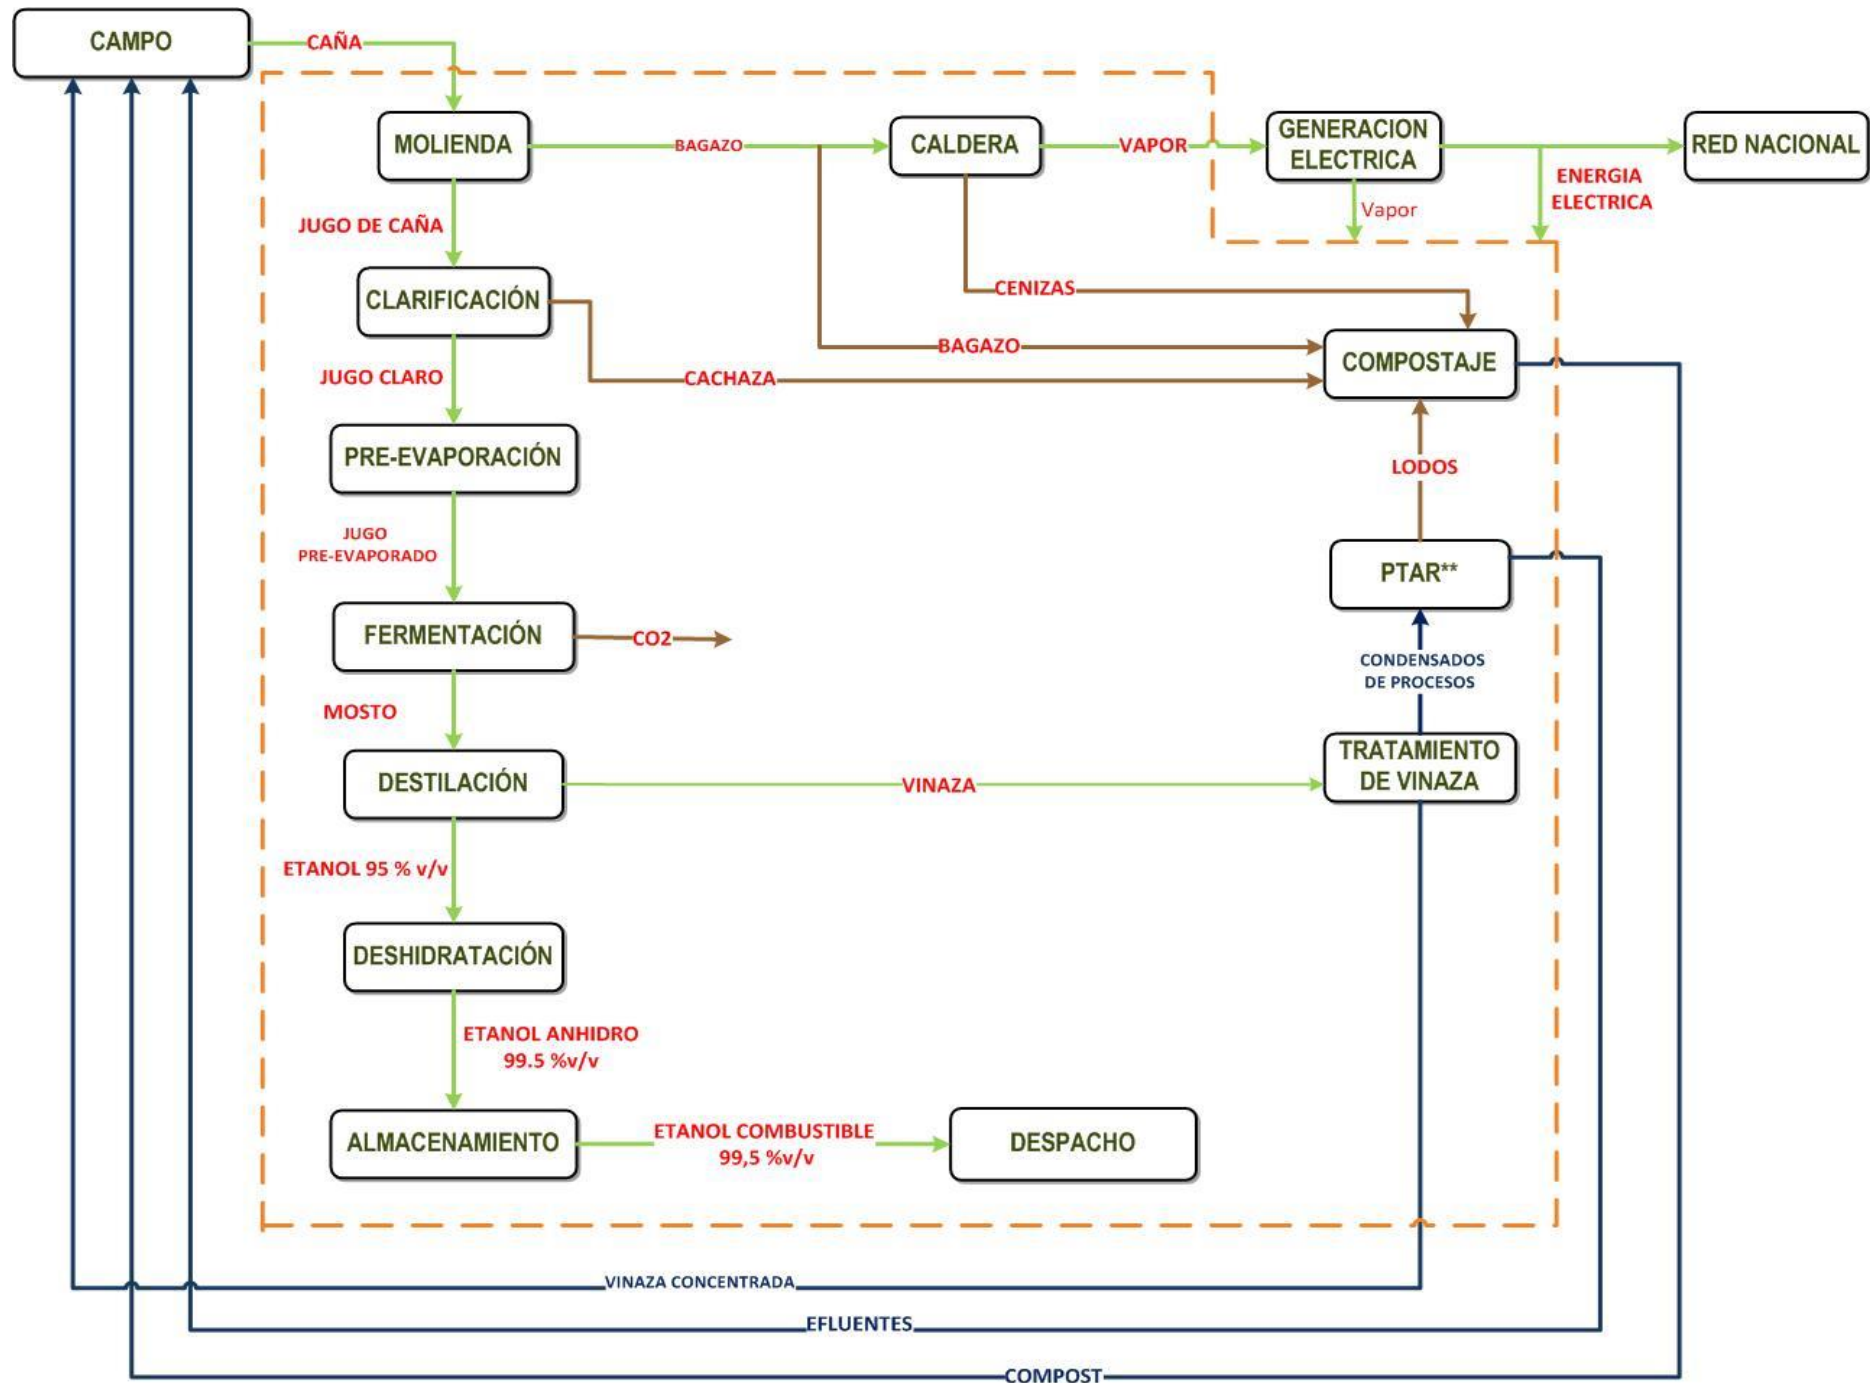 CAMPO
CAÑA
MOLIENDA
BAGAZO
CALDERA
VAPOR
GENERACION
ELECTRICA
RED NACIONAL
ENERGIA
ELECTRICA
Vapor
JUGO DE CAÑA
CLARIFICACIÓN
CENIZAS
BAGAZO
COMPOSTAJE
JUGO CLARO
CACHAZA
PRE-EVAPORACIÓN
LODOS
JUGO
PRE-EVAPORADO
PTAR**
FERMENTACIÓN
CO2
CONDENSADOS
DE PROCESOS
MOSTO
DESTILACIÓN
VINAZA
TRATAMIENTO
DE VINAZA
ETANOL 95 % v/v
DESHIDRATACIÓN
ETANOL ANHIDRO
99.5 %v/v
ALMACENAMIENTO
ETANOL COMBUSTIBLE
99,5 %v/v
DESPACHO
VINAZA CONCENTRADA
EFLUENTES
COMPOST